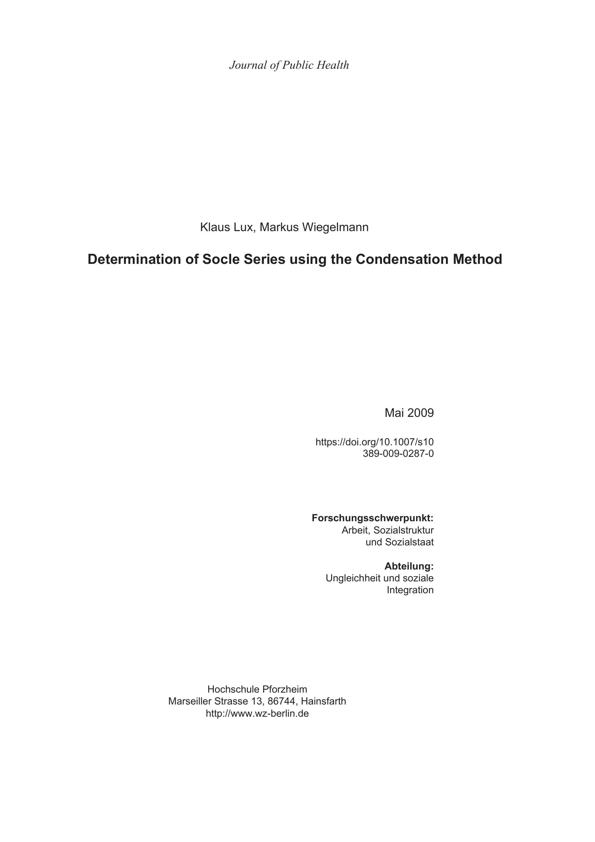 Journal of Public Health
Klaus Lux, Markus Wiegelmann
Determination of Socle Series using the Condensation Method
Mai 2009
https://doi.org/10.1007/s10
389-009-0287-0
Forschungsschwerpunkt:
Arbeit, Sozialstruktur
und Sozialstaat
Abteilung:
Ungleichheit und soziale
Integration
Hochschule Pforzheim
Marseiller Strasse 13, 86744, Hainsfarth
http://www.wz-berlin.de